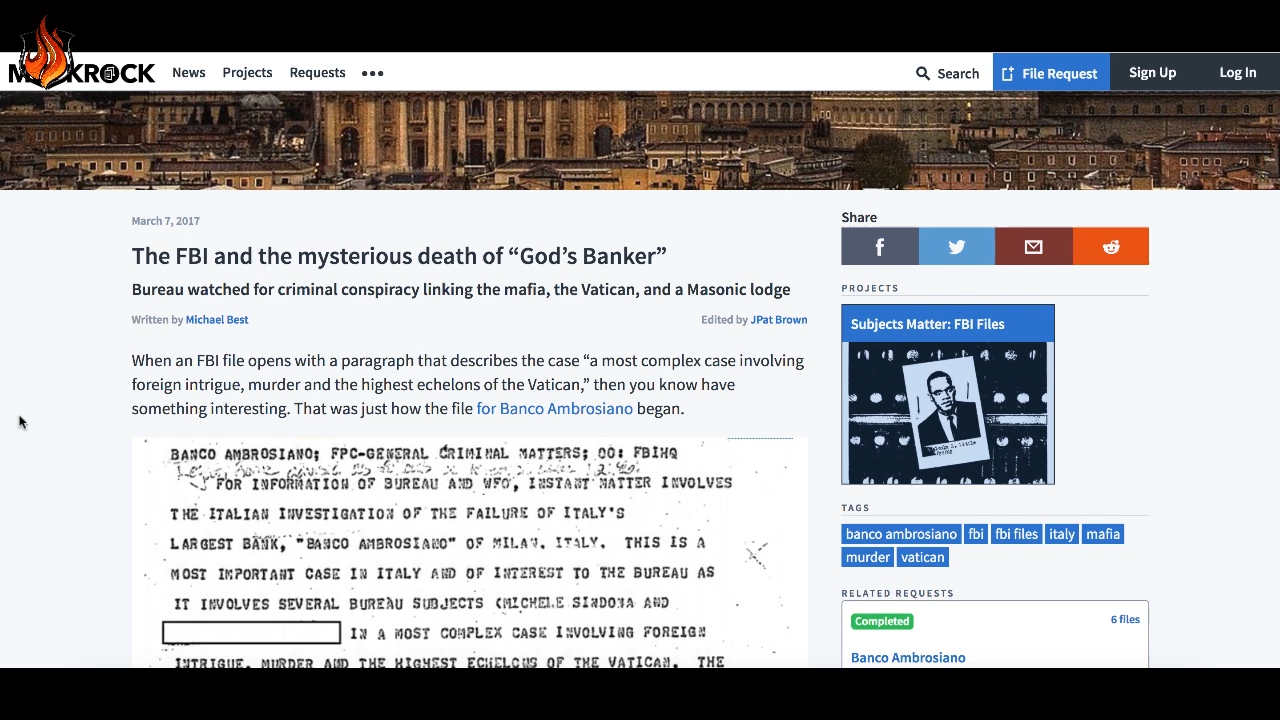 News Projects Requests •••
Search File Request Sign Up Log In
March 7, 2017
The FBI and the mysterious death of “God’s Banker”
Bureau watched for criminal conspiracy linking the mafia, the Vatican, and a Masonic lodge
Written by Michael Best
Edited by JPat Brown
When an FBI file opens with a paragraph that describes the case “a most complex case involving
foreign intrigue, murder and the highest echelons of the Vatican,” then you know have
something interesting. That was just how the file for Banco Ambrosiano began.
BANCO AMBROSIANO; FPC-GENERAL CRIMINAL MATTERS; OO: FBIHQ
FOR INFORMATION OF BUREAU AND WFO, INSTANT MATTER INVOLVES
THE ITALIAN INVESTIGATION OF THE FAILURE OF ITALY'S
LARGEST BANK, "BANCO AMBROSIANO" OF MILAN, ITALY. THIS IS A
MOST IMPORTANT CASE IN ITALY AND OF INTEREST TO THE BUREAU AS
IT INVOLVES SEVERAL BUREAU SUBJECTS (MICHELE SINDONA AND
IN A MOST COMPLEX CASE INVOLVING FOREIGN
INTRIGUE, MURDER AND THE HIGHEST ECHELONS OF THE VATICAN. THE
Share
PROJECTS
Subjects Matter: FBI Files
TAGS
banco ambrosiano fbi fbi files italy mafia
murder vatican
RELATED REQUESTS
Completed 6 files
Banco Ambrosiano